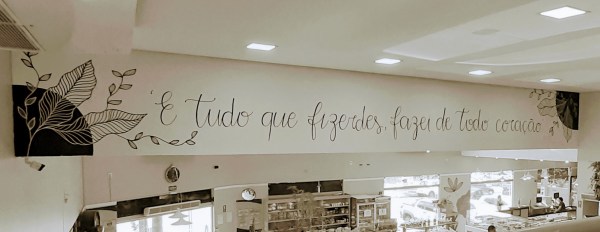 "E tudo que fizerdes, fazei de todo coração"